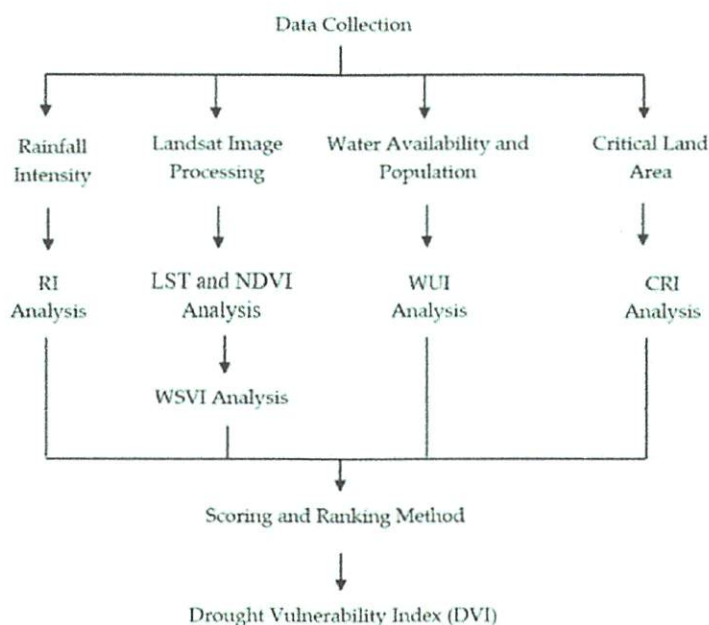 Data Collection
Rainfall
Intensity
Landsat Image
Processing
Water Availability and
Population
Critical Land
Area
RI
Analysis
LST and NDVI
Analysis
WUI
Analysis
CRI
Analysis
WSVI Analysis
Scoring and Ranking Method
Drought Vulnerability Index (DVI)